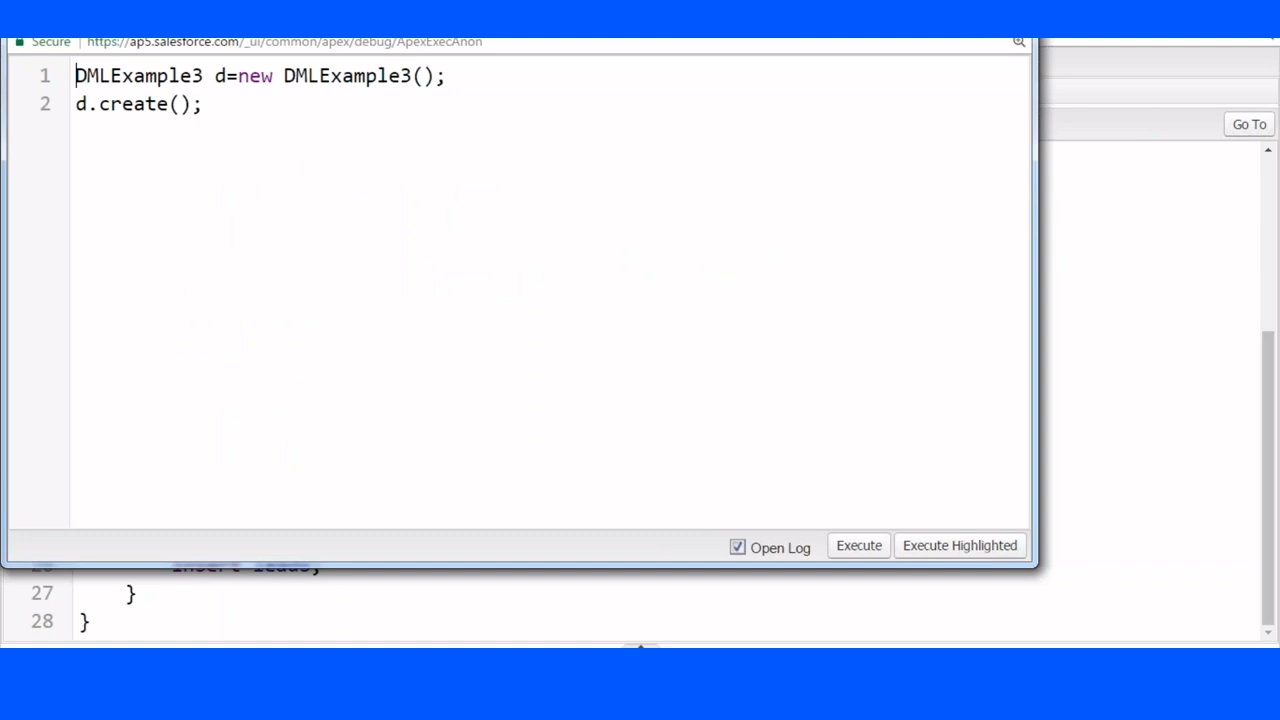 Secure https://ap5.salesforce.com/_ui/common/apex/debug/ApexExecAnon
1 DMLExample3 d=new DMLExample3();
2 d.create();
Go To
Open Log Execute Execute Highlighted
27 }
28 }